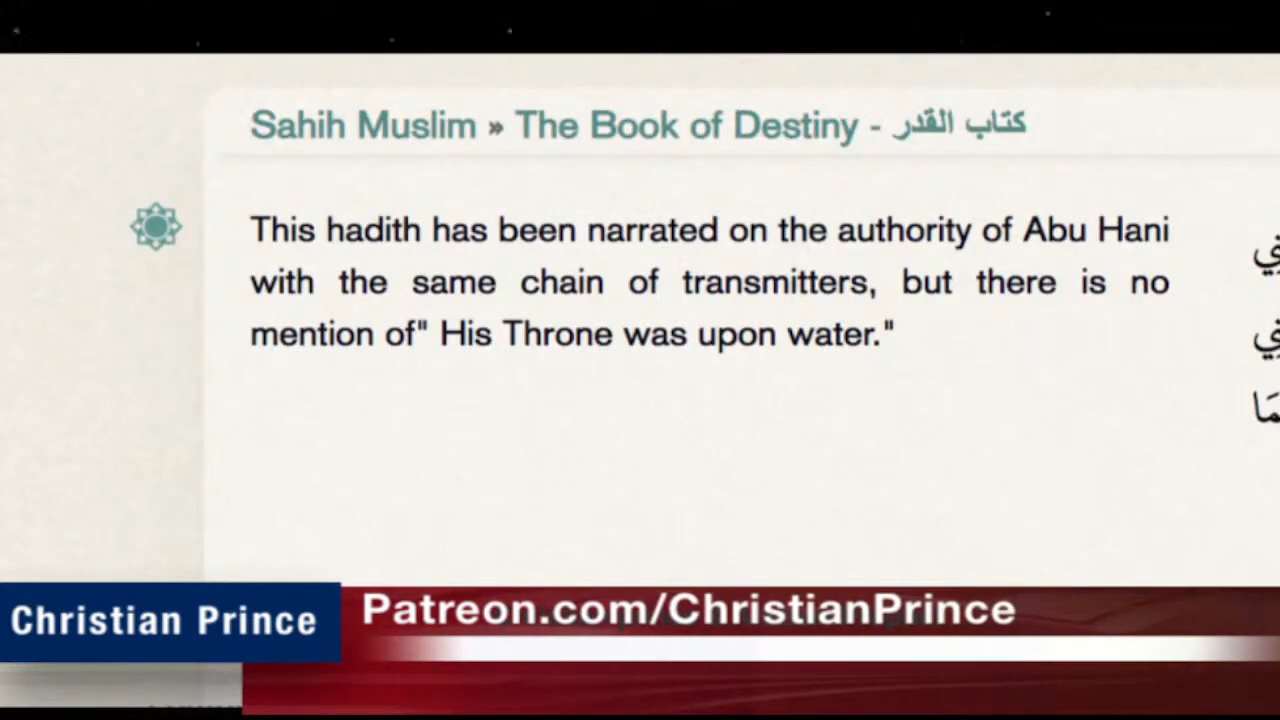 Sahih Muslim » The Book of Destiny - كتاب القدر
This hadith has been narrated on the authority of Abu Hani
with the same chain of transmitters, but there is no
mention of" His Throne was upon water."
Christian Prince
Patreon.com/ChristianPrince